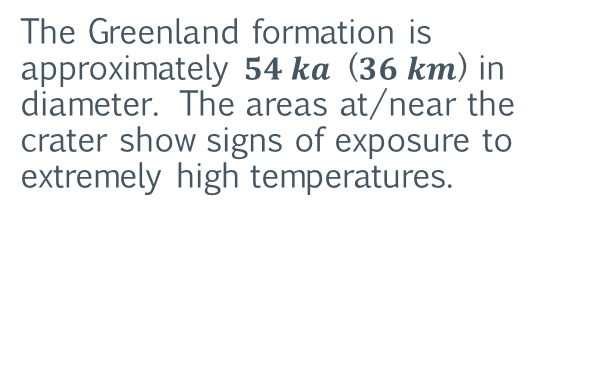 The Greenland formation is
approximately 54 ka (36 km) in
diameter. The areas at/near the
crater show signs of exposure to
extremely high temperatures.